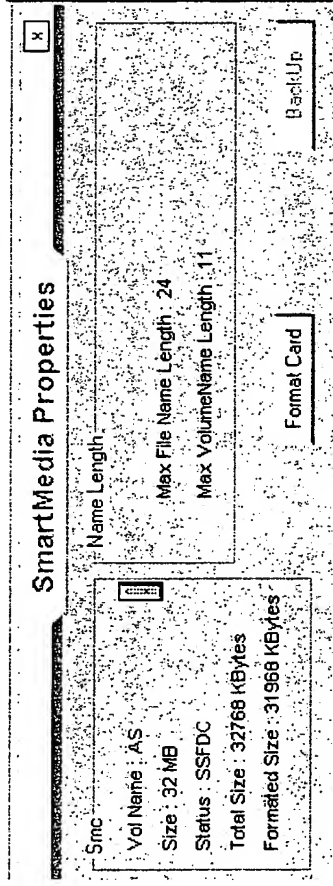 SmartMedia Properties
x
Smc
Vol Name : AS
Size : 32 MB
Status : SSFDC
Total Size : 32768 KBytes
Formated Size : 31968 KBytes
Name Length
Max File Name Length : 24
Max VolumeName Length : 11
Format Card
BackUp